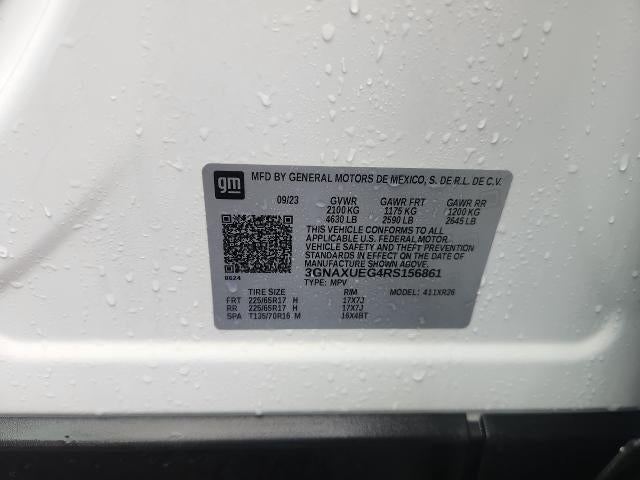 gm
MFD BY GENERAL MOTORS DE MEXICO, S. DE R.L. DE C.V.
09/23 GVWR GAWR FRT GAWR RR
2100 KG 1175 KG 1200 KG
4630 LB 2590 LB 2645 LB
THIS VEHICLE CONFORMS TO ALL
APPLICABLE U.S. FEDERAL MOTOR
VEHICLE SAFETY AND THEFT PREVENTION
STANDARDS IN EFFECT ON THE DATE OF
MANUFACTURE SHOWN ABOVE.
3GNAXUEG4RS156861
8624 TYPE: MPV MODEL: 411XR26
TIRE SIZE RIM
FRT 225/65R17 H 17X7J
RR 225/65R17 H 17X7J
SPA T135/70R16 M 16X4BT